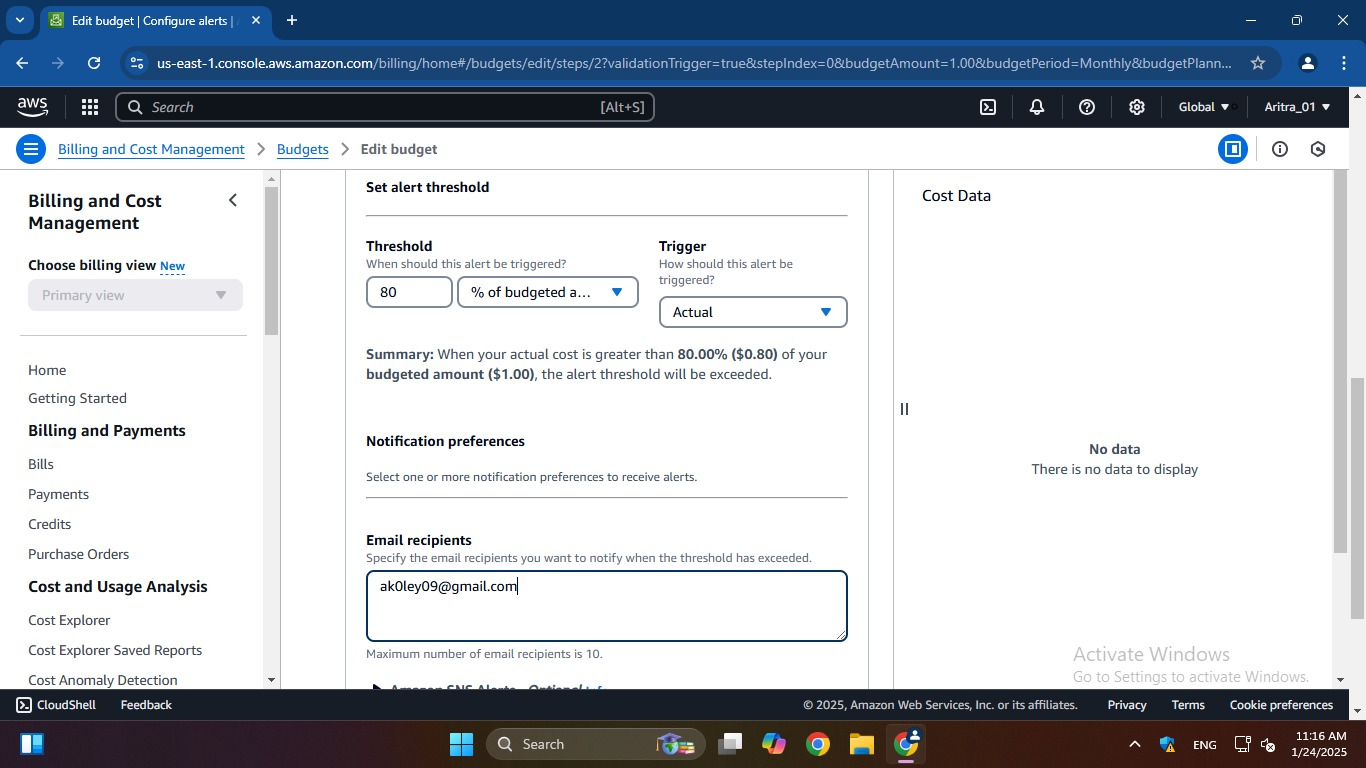 Edit budget | Configure alerts |
us-east-1.console.aws.amazon.com/billing/home#/budgets/edit/steps/2?validationTrigger=true&stepIndex=0&budgetAmount=1.00&budgetPeriod=Monthly&budgetPlann...
aws
Search
[Alt+S]
Global
Aritra_01
Billing and Cost Management
Budgets
Edit budget
Billing and Cost
Management
Choose billing view New
Primary view
Home
Getting Started
Billing and Payments
Bills
Payments
Credits
Purchase Orders
Cost and Usage Analysis
Cost Explorer
Cost Explorer Saved Reports
Cost Anomaly Detection
Set alert threshold
Threshold
When should this alert be triggered?
80
% of budgeted a...
Trigger
How should this alert be
triggered?
Actual
Summary: When your actual cost is greater than 80.00% ($0.80) of your
budgeted amount ($1.00), the alert threshold will be exceeded.
Notification preferences
Select one or more notification preferences to receive alerts.
Email recipients
Specify the email recipients you want to notify when the threshold has exceeded.
ak0ley09@gmail.com
Maximum number of email recipients is 10.
Amazon SNS Alerts - Optional Info
Cost Data
No data
There is no data to display
Activate Windows
Go to Settings to activate Windows.
CloudShell
Feedback
© 2025, Amazon Web Services, Inc. or its affiliates.
Privacy
Terms
Cookie preferences
Search
ENG
11:16 AM
1/24/2025